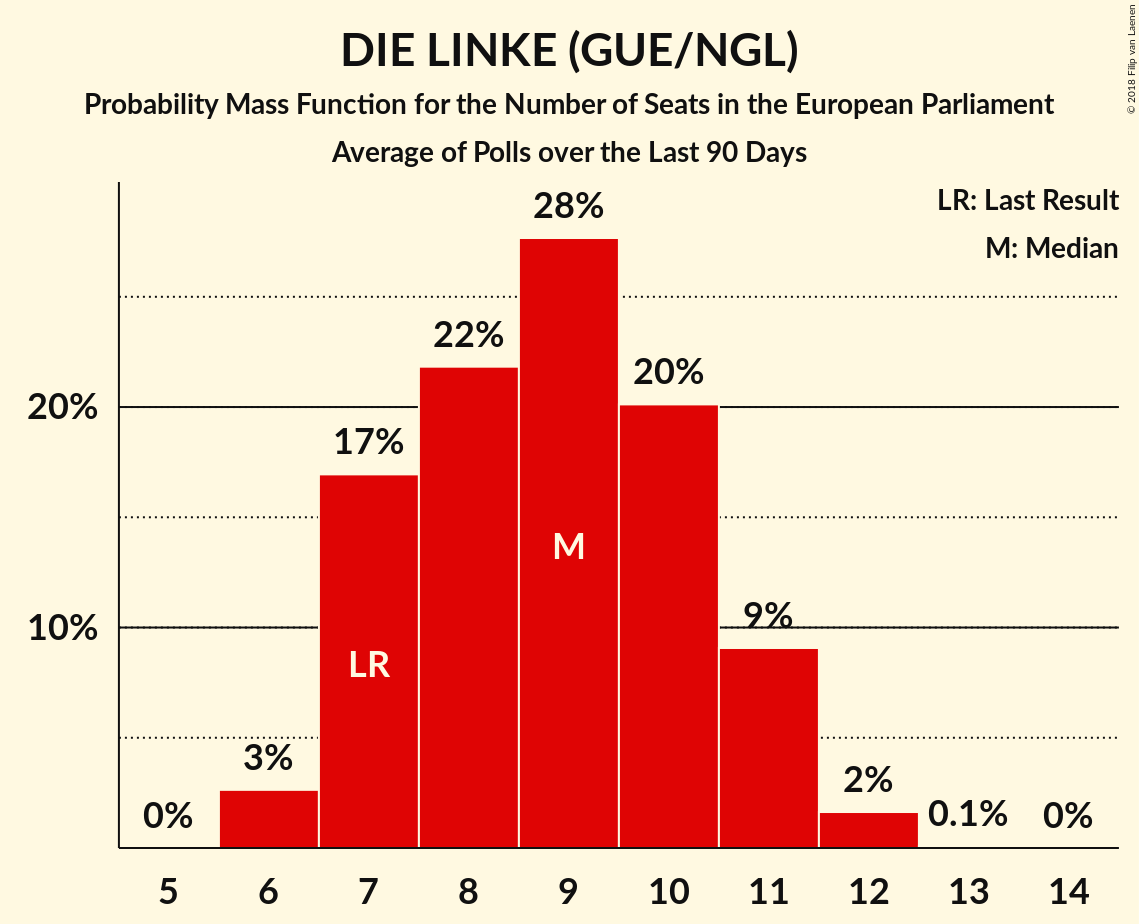 DIE LINKE (GUE/NGL)
Probability Mass Function for the Number of Seats in the European Parliament
Average of Polls over the Last 90 Days
© 2018 Filip van Laenen
LR: Last Result
M: Median
28%
22%
20%
20%
17%
M
10%
9%
LR
3%
2%
0%
0.1%
0%
5 6 7 8 9 10 11 12 13 14